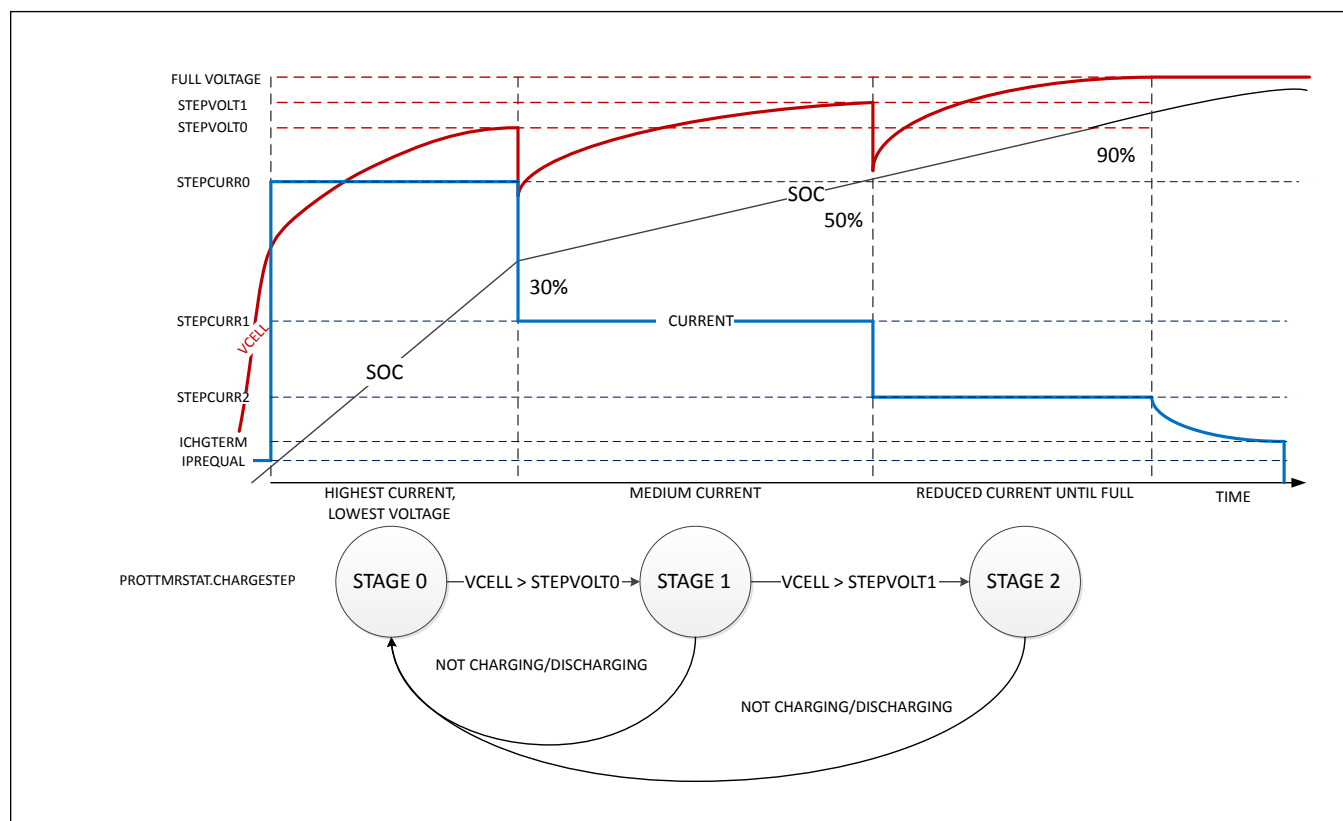 FULL VOLTAGE
STEPVOLT1
STEPVOLT0
90%
STEPCURR0
SOC
50%
30%
STEPCURR1
CURRENT
VCELL
SOC
STEPCURR2
ICHGTERM
IPREQUAL
HIGHEST CURRENT,
LOWEST VOLTAGE
MEDIUM CURRENT
REDUCED CURRENT UNTIL FULL
TIME
PROTTMRSTAT.CHARGESTEP
STAGE 0
VCELL > STEPVOLT0
STAGE 1
VCELL > STEPVOLT1
STAGE 2
NOT CHARGING/DISCHARGING
NOT CHARGING/DISCHARGING